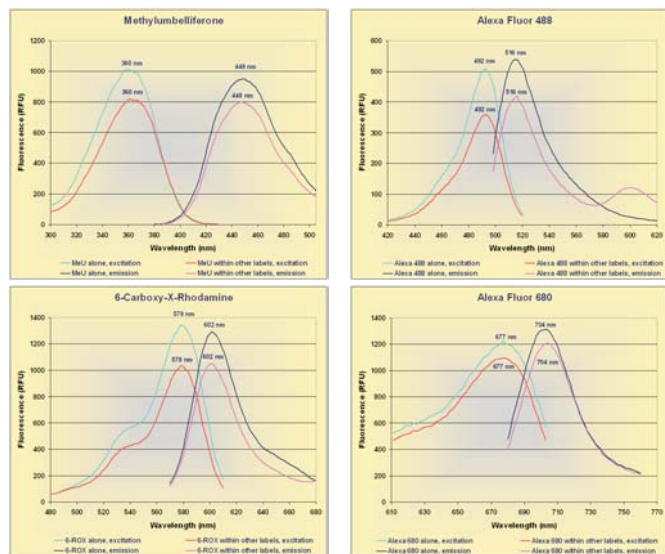 Methylumbelliferone
Fluorescence (RFU)
1200
1000
800
600
400
200
0
360 nm
360 nm
300 320 340 360 380 400 420 440 460 480 500
Wavelength (nm)
MeU alone, excitation
MeU within other labels, excitation
MeU alone, emission
MeU within other labels, emission
Alexa Fluor 488
Fluorescence (RFU)
600
500
400
300
200
100
0
516 nm
492 nm
516 nm
492 nm
420 440 460 480 500 520 540 560 580 600 620
Wavelength (nm)
Alexa 488 alone, excitation
Alexa 488 within other labels, excitation
Alexa 488 alone, emission
Alexa 488 within other labels, emission
6-Carboxy-X-Rhodamine
Fluorescence (RFU)
1400
1200
1000
800
600
400
200
0
579 nm
602 nm
579 nm
602 nm
480 500 520 540 560 580 600 620 640 660 680
Wavelength (nm)
6-ROX alone, excitation
6-ROX within other labels, excitation
6-ROX alone, emission
6-ROX within other labels, emission
Alexa Fluor 680
Fluorescence (RFU)
1400
1200
1000
800
600
400
200
0
704 nm
677 nm
677 nm
704 nm
610 630 650 670 690 710 730 750 770
Wavelength (nm)
Alexa 680 alone, excitation
Alexa 680 within other labels, excitation
Alexa 680 alone, emission
Alexa 680 within other labels, emission